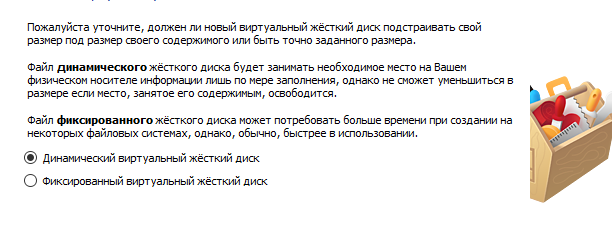 Пожалуйста уточните, должен ли новый виртуальный жёсткий диск подстраивать свой
размер под размер своего содержимого или быть точно заданного размера.
Файл динамического жёсткого диска будет занимать необходимое место на Вашем
физическом носителе информации лишь по мере заполнения, однако не сможет уменьшиться в
размере если место, занятое его содержимым, освободится.
Файл фиксированного жёсткого диска может потребовать больше времени при создании на
некоторых файловых системах, однако, обычно, быстрее в использовании.
Динамический виртуальный жёсткий диск
Фиксированный виртуальный жёсткий диск